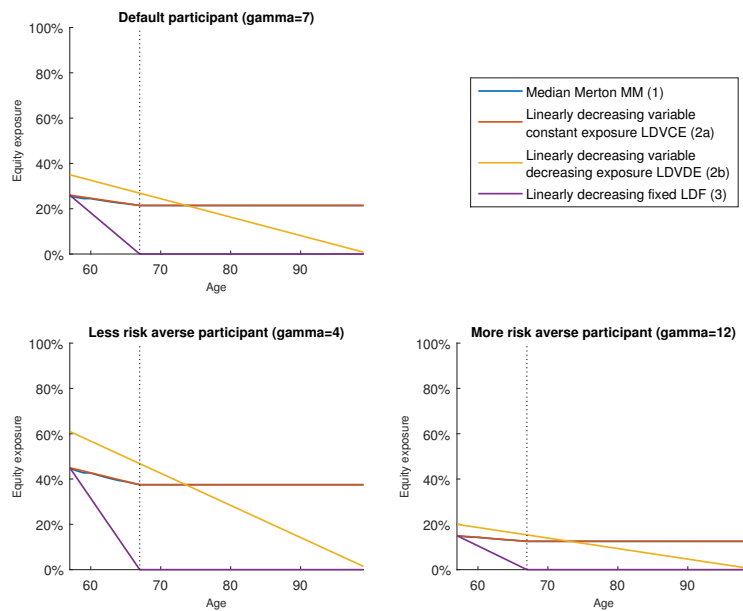 Default participant (gamma=7)
100%
80%
60%
40%
20%
0%
Equity exposure
60
70
80
90
Age
Median Merton MM (1)
Linearly decreasing variable
constant exposure LDVCE (2a)
Linearly decreasing variable
decreasing exposure LDVDE (2b)
Linearly decreasing fixed LDF (3)
Less risk averse participant (gamma=4)
100%
80%
60%
40%
20%
0%
Equity exposure
60
70
80
90
Age
More risk averse participant (gamma=12)
100%
80%
60%
40%
20%
0%
Equity exposure
60
70
80
90
Age